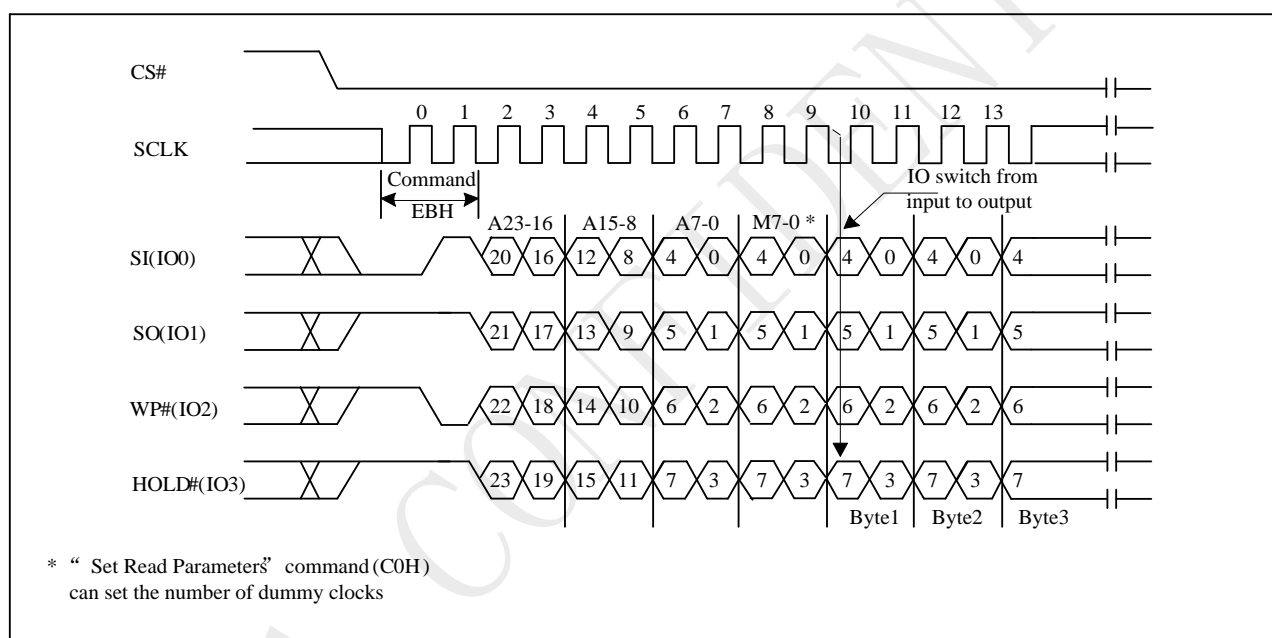 CS#
0 1 2 3 4 5 6 7 8 9 10 11 12 13
SCLK
Command
EBH
IO switch from
input to output
A23-16 A15-8 A7-0 M7-0 *
SI(IO0) 20 16 12 8 4 0 4 0 4 0 4 0 4
SO(IO1) 21 17 13 9 5 1 5 1 5 1 5 1 5
WP#(IO2) 22 18 14 10 6 2 6 2 6 2 6 2 6
HOLD#(IO3) 23 19 15 11 7 3 7 3 7 3 7 3 7
Byte1 Byte2 Byte3
* “ Set Read Parameters” command (C0H)
can set the number of dummy clocks
CONFIDENT